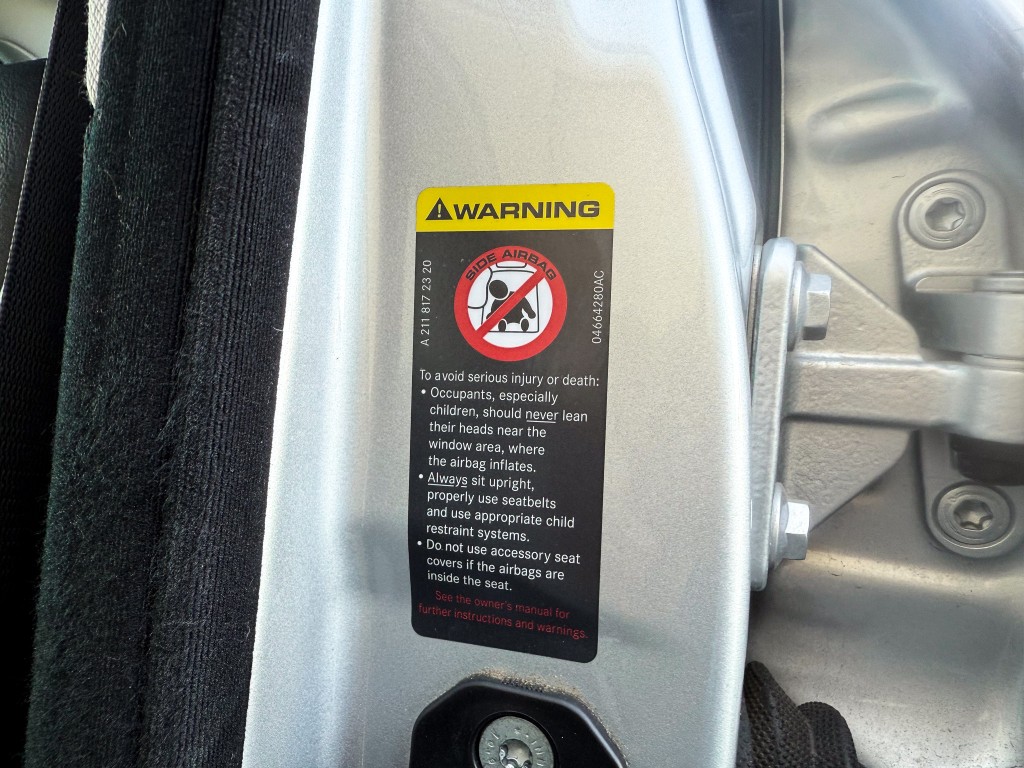 WARNING
SIDE AIRBAG
A 211 817 23 20
04664280AC
To avoid serious injury or death:
• Occupants, especially
children, should never lean
their heads near the
window area, where
the airbag inflates.
• Always sit upright,
properly use seatbelts
and use appropriate child
restraint systems.
• Do not use accessory seat
covers if the airbags are
inside the seat.
See the owner's manual for
further instructions and warnings.